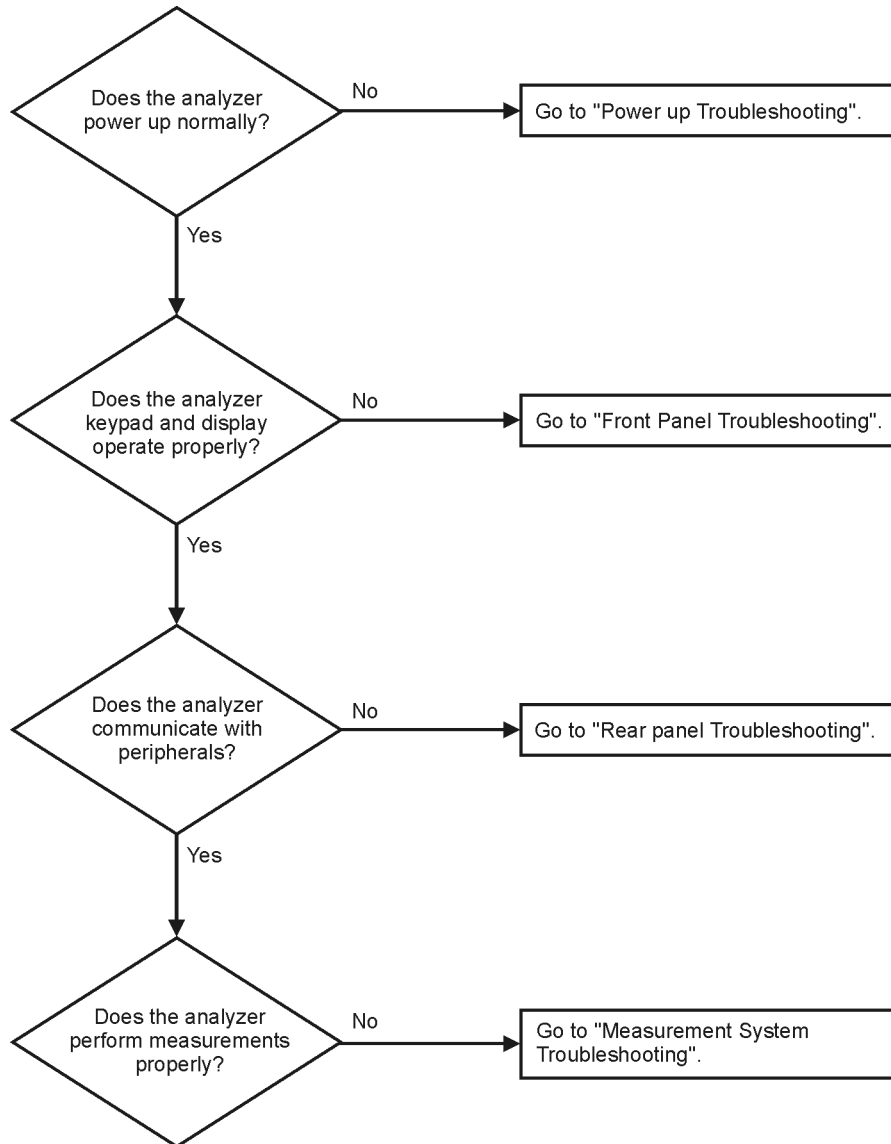 Does the analyzer
power up normally?
No
Go to "Power up Troubleshooting".
Yes
Does the analyzer
keypad and display
operate properly?
No
Go to "Front Panel Troubleshooting".
Yes
Does the analyzer
communicate with
peripherals?
No
Go to "Rear panel Troubleshooting".
Yes
Does the analyzer
perform measurements
properly?
No
Go to "Measurement System
Troubleshooting".